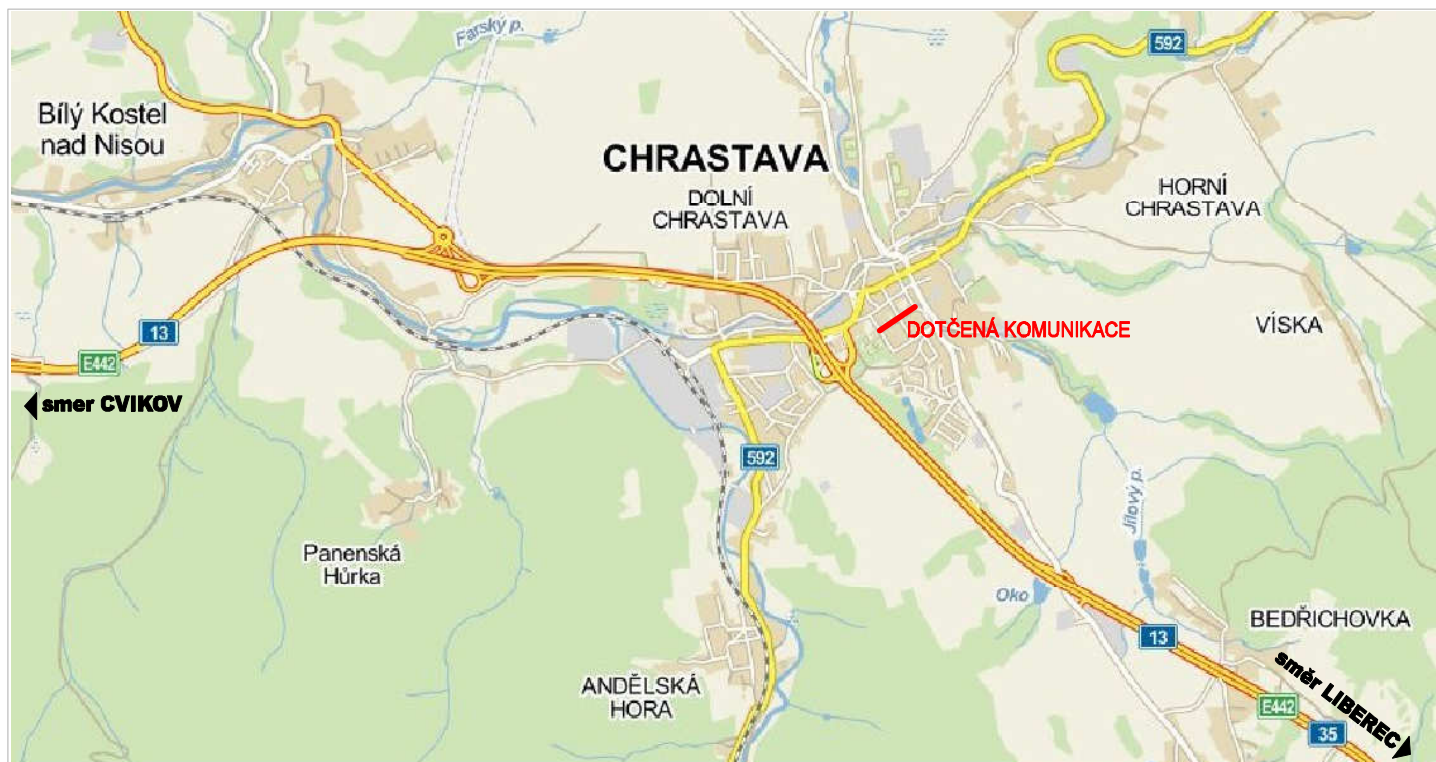 Farský p.
592
Bílý Kostel
nad Nisou
CHRASTAVA
DOLNÍ
CHRASTAVA
HORNÍ
CHRASTAVA
13
E442
DOTČENÁ KOMUNIKACE
VÍSKA
smer CVIKOV
592
Jílový p.
Panenská
Hůrka
Oko
BEDŘICHOVKA
13
ANDĚLSKÁ
HORA
směr LIBEREC
E442
35